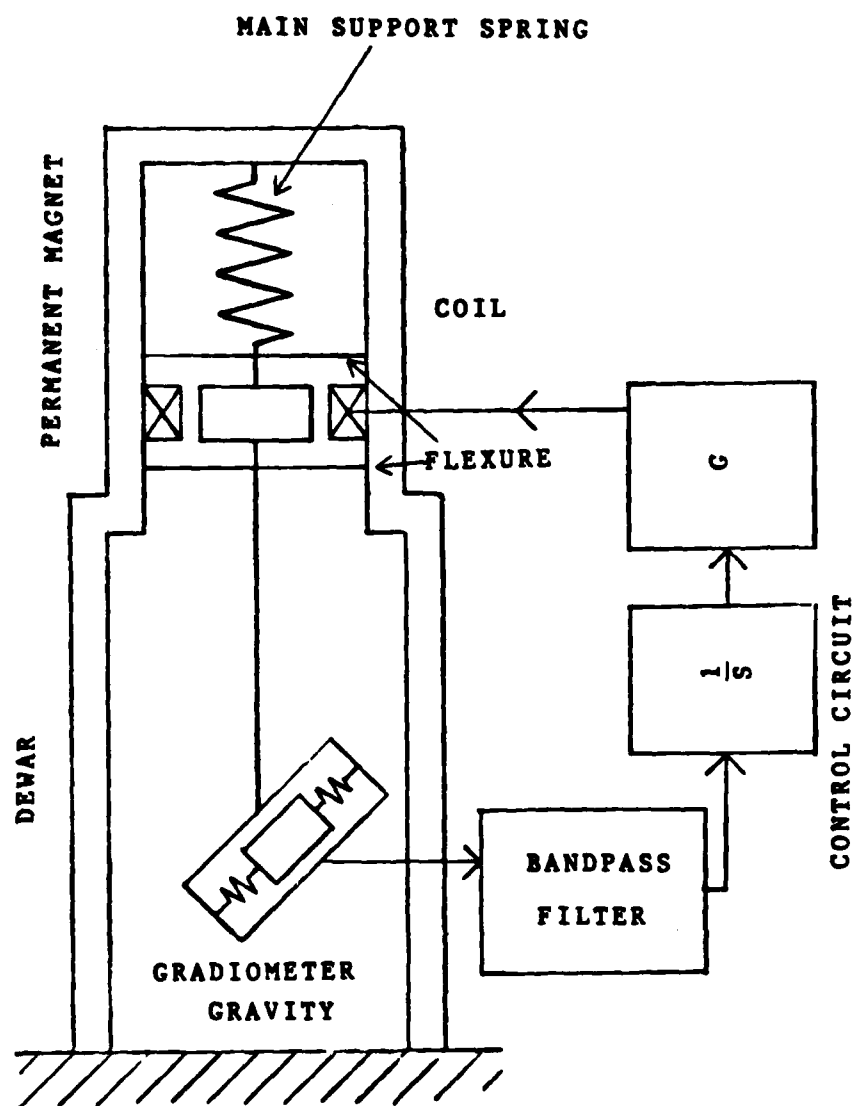 MAIN SUPPORT SPRING
PERMANENT MAGNET
COIL
FLEXURE
G
1/S
CONTROL CIRCUIT
DEWAR
BANDPASS
FILTER
GRADIOMETER
GRAVITY